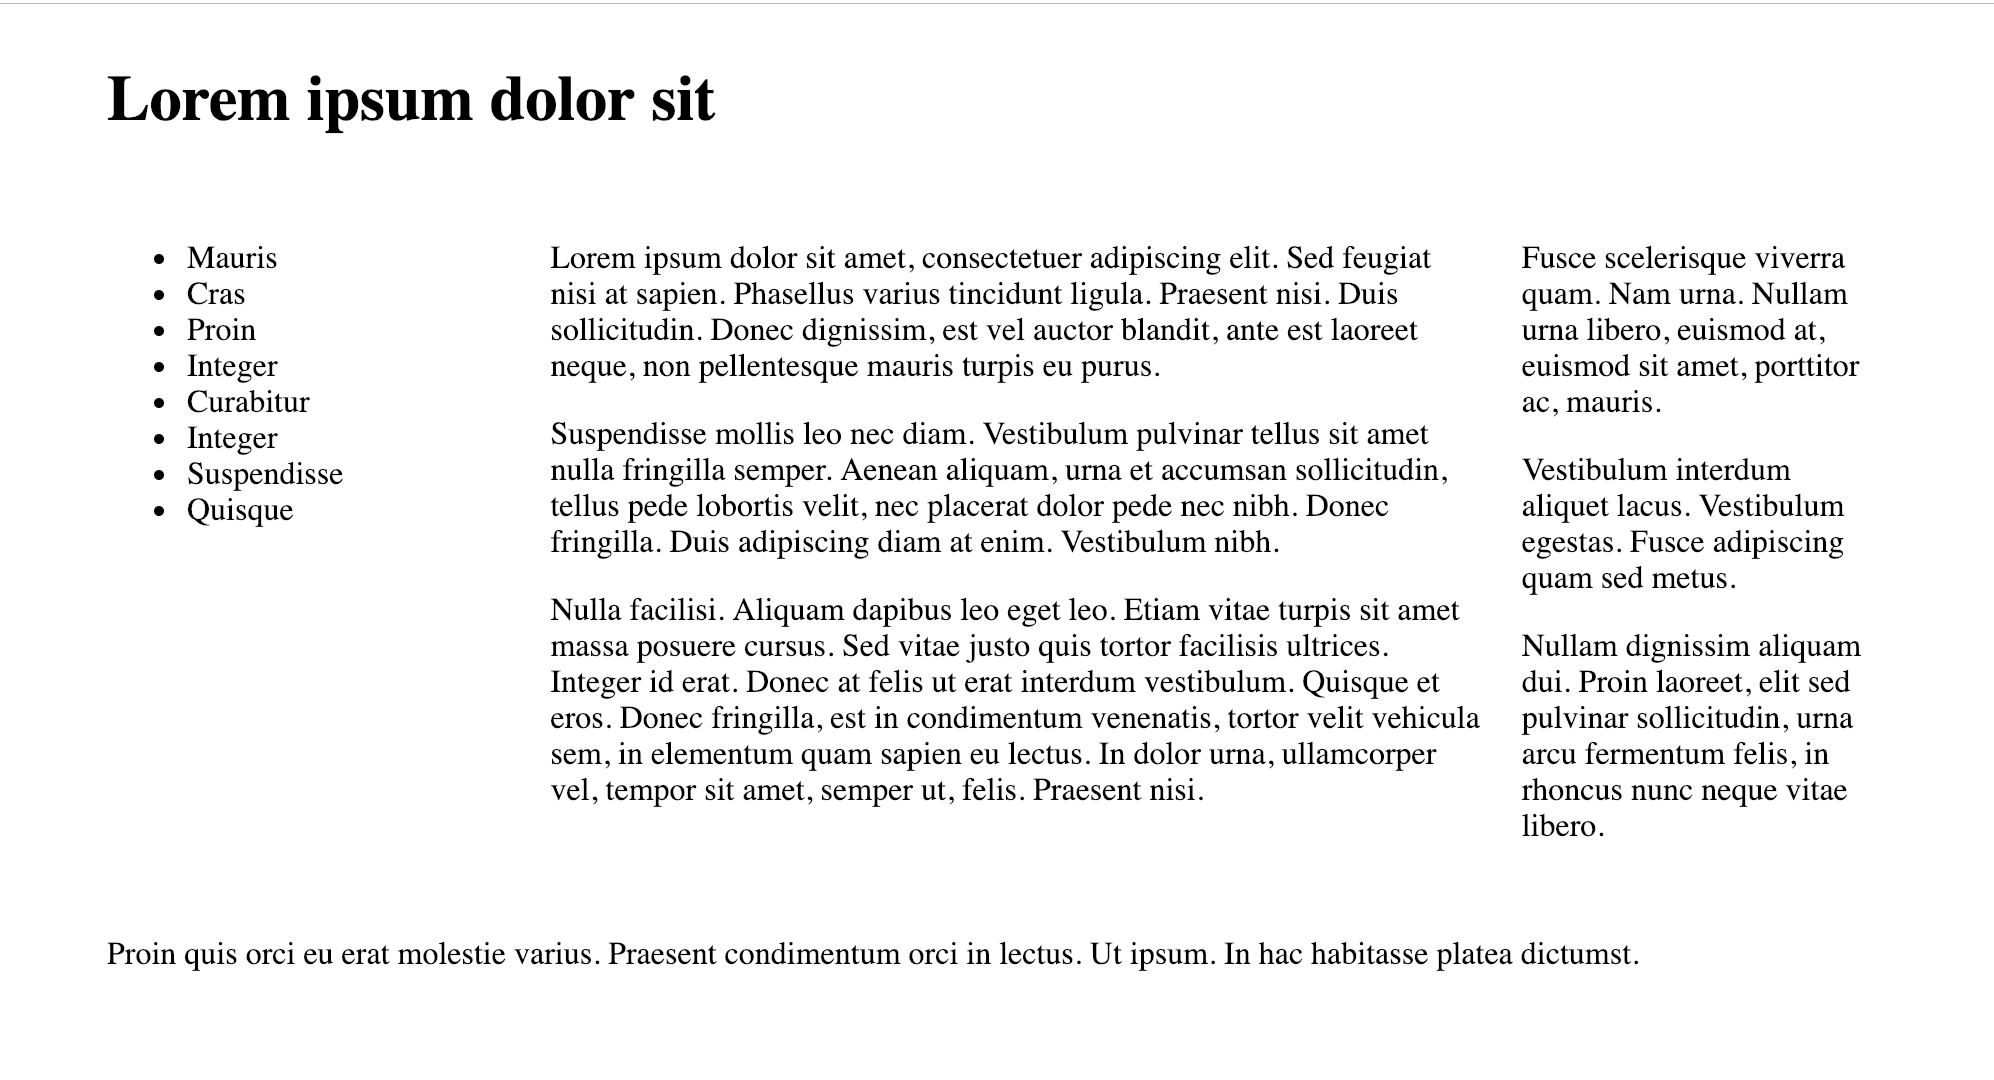 Lorem ipsum dolor sit
Mauris
Cras
Proin
Integer
Curabitur
Integer
Suspendisse
Quisque
Lorem ipsum dolor sit amet, consectetuer adipiscing elit. Sed feugiat
nisi at sapien. Phasellus varius tincidunt ligula. Praesent nisi. Duis
sollicitudin. Donec dignissim, est vel auctor blandit, ante est laoreet
neque, non pellentesque mauris turpis eu purus.
Suspendisse mollis leo nec diam. Vestibulum pulvinar tellus sit amet
nulla fringilla semper. Aenean aliquam, urna et accumsan sollicitudin,
tellus pede lobortis velit, nec placerat dolor pede nec nibh. Donec
fringilla. Duis adipiscing diam at enim. Vestibulum nibh.
Nulla facilisi. Aliquam dapibus leo eget leo. Etiam vitae turpis sit amet
massa posuere cursus. Sed vitae justo quis tortor facilisis ultrices.
Integer id erat. Donec at felis ut erat interdum vestibulum. Quisque et
eros. Donec fringilla, est in condimentum venenatis, tortor velit vehicula
sem, in elementum quam sapien eu lectus. In dolor urna, ullamcorper
vel, tempor sit amet, semper ut, felis. Praesent nisi.
Fusce scelerisque viverra
quam. Nam urna. Nullam
urna libero, euismod at,
euismod sit amet, porttitor
ac, mauris.
Vestibulum interdum
aliquet lacus. Vestibulum
egestas. Fusce adipiscing
quam sed metus.
Nullam dignissim aliquam
dui. Proin laoreet, elit sed
pulvinar sollicitudin, urna
arcu fermentum felis, in
rhoncus nunc neque vitae
libero.
Proin quis orci eu erat molestie varius. Praesent condimentum orci in lectus. Ut ipsum. In hac habitasse platea dictumst.